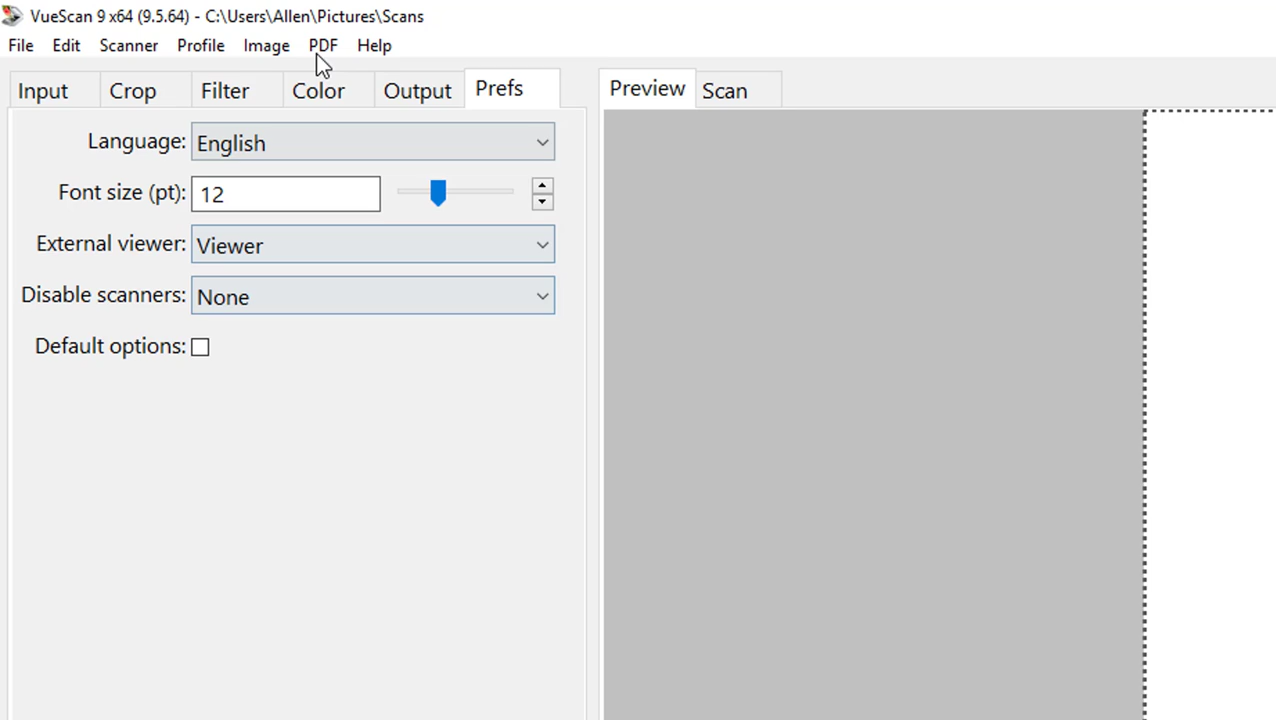 VueScan 9 x64 (9.5.64) - C:\Users\Allen\Pictures\Scans
File Edit Scanner Profile Image PDF Help
Input Crop Filter Color Output Prefs Preview Scan
Language: English
Font size (pt): 12
External viewer: Viewer
Disable scanners: None
Default options: